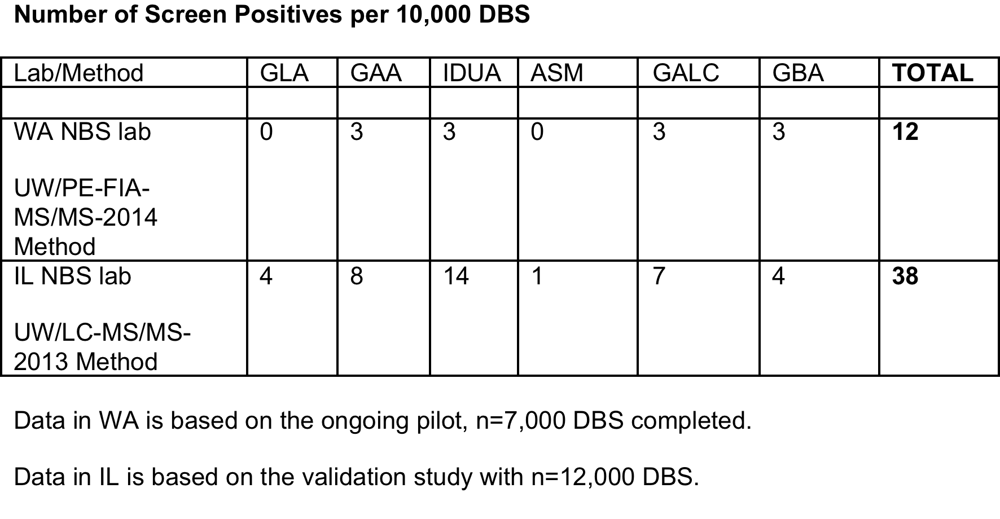 Number of Screen Positives per 10,000 DBS
Lab/Method GLA GAA IDUA ASM GALC GBA TOTAL
WA NBS lab 0 3 3 0 3 3 12
UW/PE-FIA-
MS/MS-2014
Method
IL NBS lab 4 8 14 1 7 4 38
UW/LC-MS/MS-
2013 Method
Data in WA is based on the ongoing pilot, n=7,000 DBS completed.
Data in IL is based on the validation study with n=12,000 DBS.